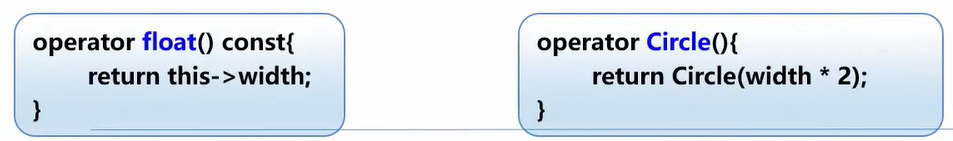 operator float() const{
return this->width;
}
operator Circle(){
return Circle(width * 2);
}